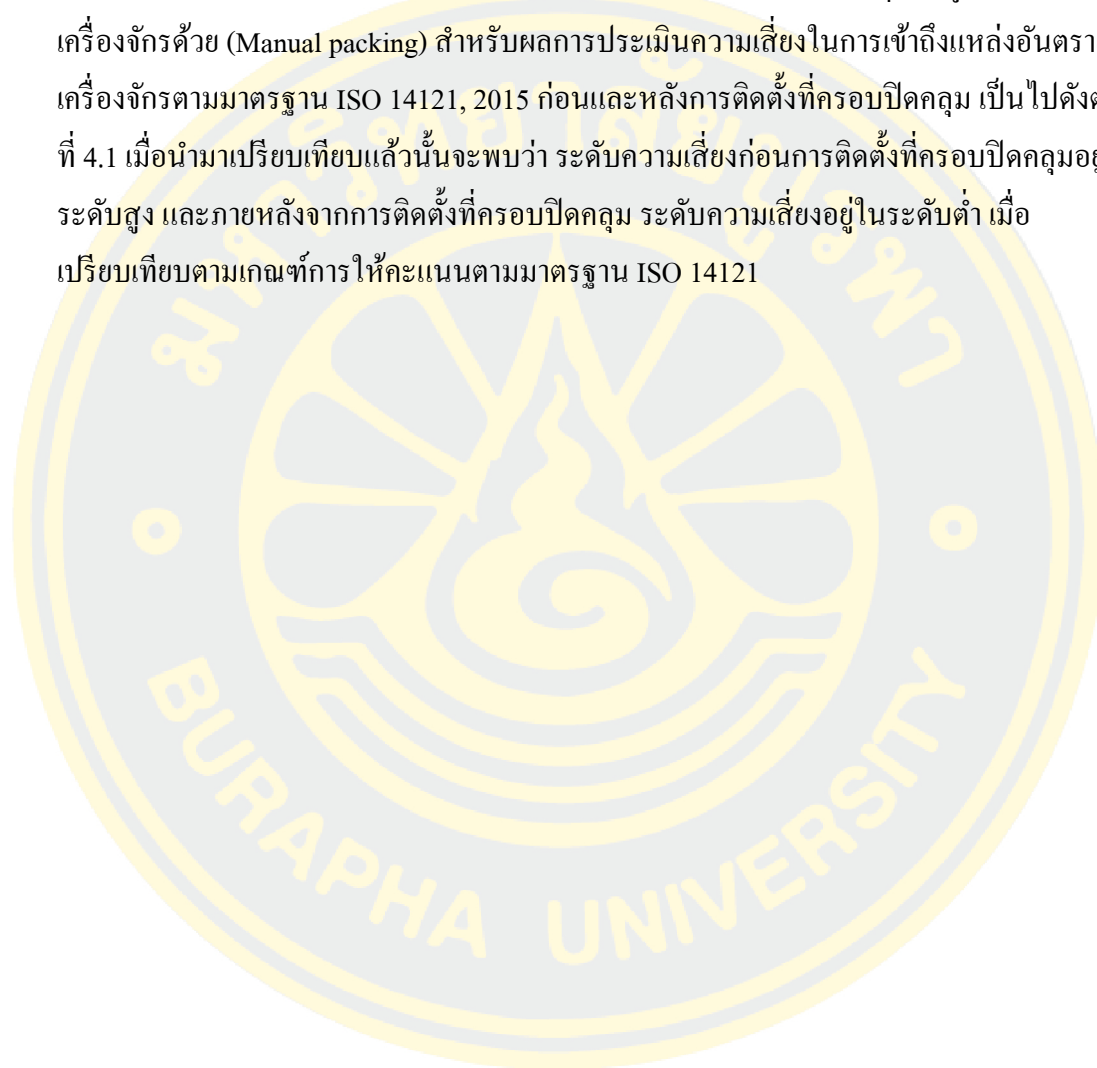 เครื่องจักรด้วย (Manual packing) สำหรับผลการประเมินความเสี่ยงในการเข้าถึงแหล่งอันตรา
เครื่องจักรตามมาตรฐาน ISO 14121, 2015 ก่อนและหลังการติดตั้งที่ครอบปิดคลุม เป็นไปดังต
ที่ 4.1 เมื่อนำมาเปรียบเทียบแล้วนั้นจะพบว่า ระดับความเสี่ยงก่อนการติดตั้งที่ครอบปิดคลุมอยู่
ระดับสูง และภายหลังจากการติดตั้งที่ครอบปิดคลุม ระดับความเสี่ยงอยู่ในระดับต่ำ เมื่อ
เปรียบเทียบตามเกณฑ์การให้คะแนนตามมาตรฐาน ISO 14121
มหาวิทยาลัยบูรพา
BURAPHA UNIVERSITY